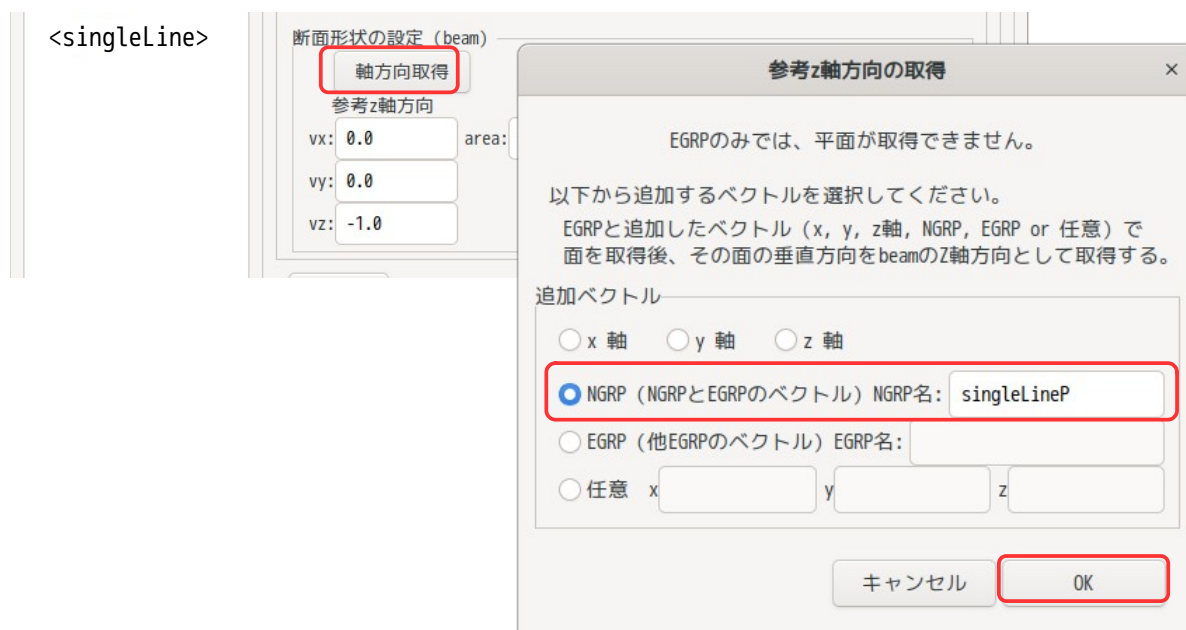 <singleLine>
断面形状の設定 (beam)
軸方向取得
参考z軸方向
vx: 0.0 area:
vy: 0.0
vz: -1.0
参考z軸方向の取得 ×
EGRPのみでは、平面が取得できません。
以下から追加するベクトルを選択してください。
EGRPと追加したベクトル (x, y, z軸, NGRP, EGRP or 任意) で
面を取得後、その面の垂直方向をbeamのZ軸方向として取得する。
追加ベクトル
x 軸 y 軸 z 軸
NGRP (NGRPとEGRPのベクトル) NGRP名: singleLineP
EGRP (他EGRPのベクトル) EGRP名:
任意 x y z
キャンセル OK